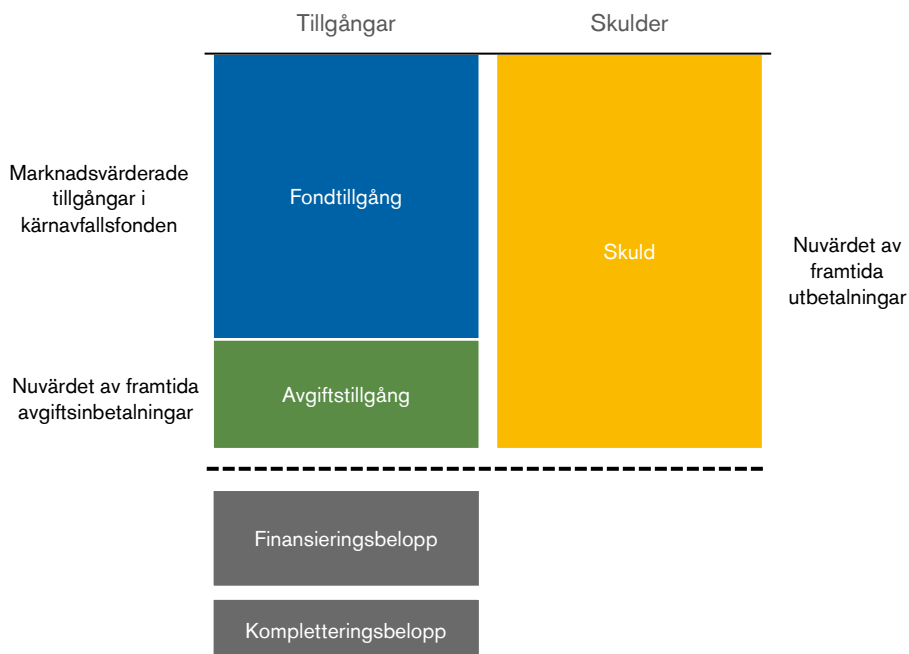 Tillgångar
Skulder
Marknadsvärderade
tillgångar i
kärnavfallsfonden
Fondtillgång
Skuld
Nuvärdet av
framtida
utbetalningar
Nuvärdet av framtida
avgiftsinbetalningar
Avgiftstillgång
Finansieringsbelopp
Kompletteringsbelopp